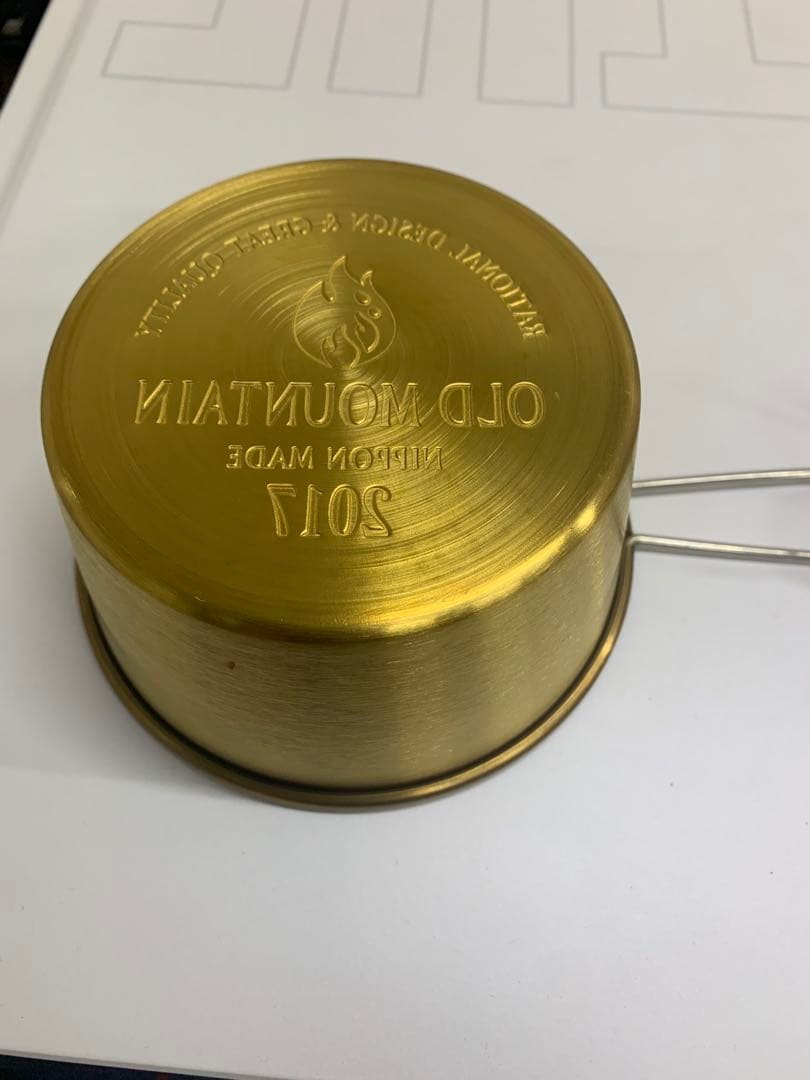 RATIONAL DESIGN & GREAT QUALITY
OLD MOUNTAIN
NIPPON MADE
2017